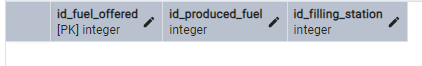 id_fuel_offered
[PK] integer
id_produced_fuel
integer
id_filling_station
integer